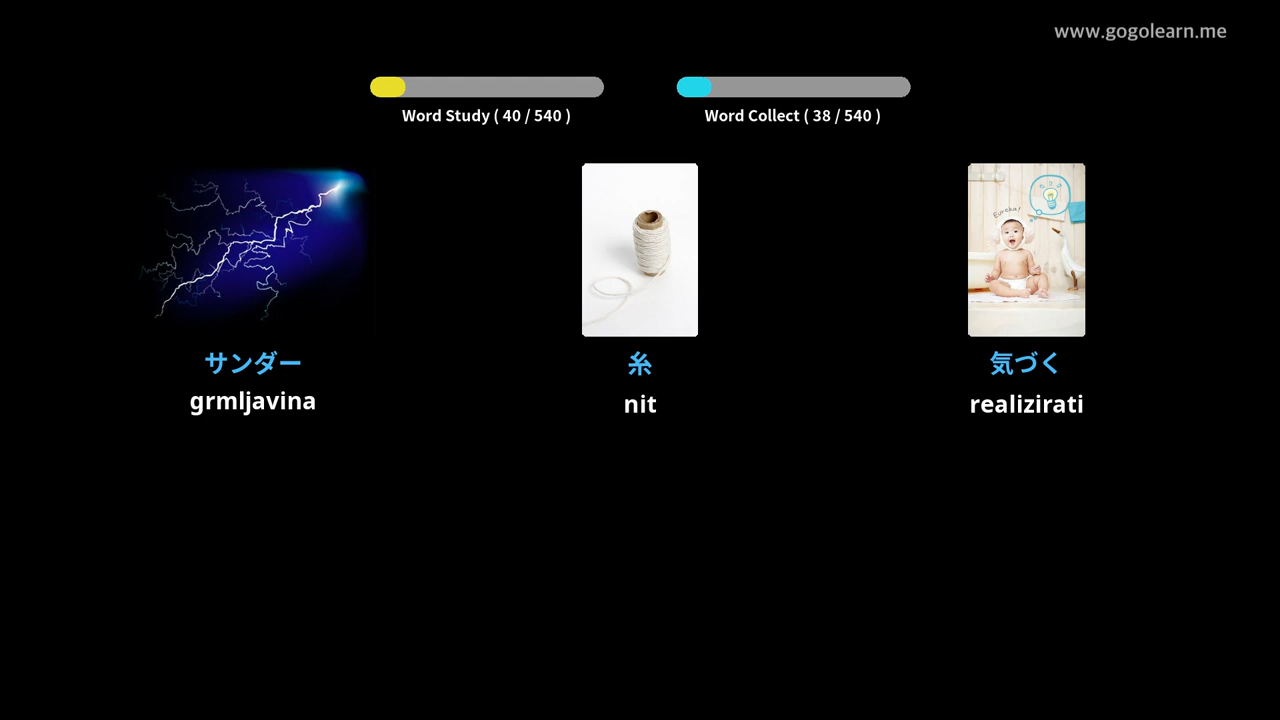 www.gogolearn.me
Word Study ( 40 / 540 )
Word Collect ( 38 / 540 )
Eureka!
サンダー
糸
気づく
grmljavina
nit
realizirati